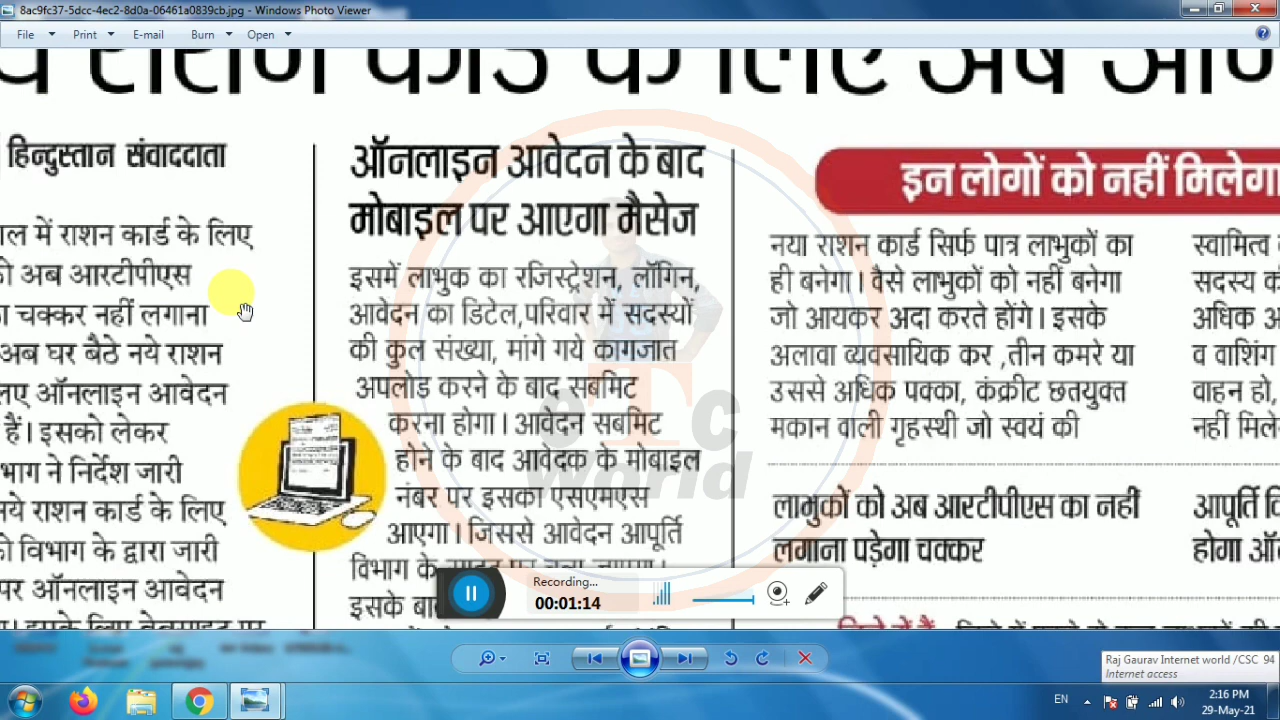 8ac9fc37-5dcc-4ec2-8d0a-06461a0839cb.jpg - Windows Photo Viewer
File Print E-mail Burn Open
राशन कार्ड के लिए अब
हिन्दुस्तान संवाददाता
में राशन कार्ड के लिए
अब आरटीपीएस
चक्कर नहीं लगाना
अब घर बैठे नये राशन
ऑनलाइन आवेदन
हैं। इसको लेकर
ने निर्देश जारी
राशन कार्ड के लिए
विभाग के द्वारा जारी
पर ऑनलाइन आवेदन
ऑनलाइन आवेदन के बाद
मोबाइल पर आएगा मैसेज
इसमें लाभुक का रजिस्ट्रेशन, लॉगिन,
आवेदन का डिटेल,परिवार में सदस्यों
की कुल संख्या, मांगे गये कागजात
अपलोड करने के बाद सबमिट
करना होगा। आवेदन सबमिट
होने के बाद आवेदक के मोबाइल
नंबर पर इसका एसएमएस
आएगा। जिससे आवेदन आपूर्ति
विभाग के
इसके
इन लोगों को नहीं मिलेगा
नया राशन कार्ड सिर्फ पात्र लाभुकों का
ही बनेगा। वैसे लाभुकों को नहीं बनेगा
जो आयकर अदा करते होंगे। इसके
अलावा व्यवसायिक कर ,तीन कमरे या
उससे अधिक पक्का, कंक्रीट छतयुक्त
मकान वाली गृहस्थी जो स्वयं की
स्वामित्व
सदस्य
अधिक
व वाशिंग
वाहन हो,
नहीं
लाभुकों को अब आरटीपीएस का नहीं
लगाना पड़ेगा चक्कर
आपूर्ति
होगा
eTc
world
Recording...
00:01:14
Raj Gaurav Internet world /CSC 94
Internet access
EN
2:16 PM
29-May-21